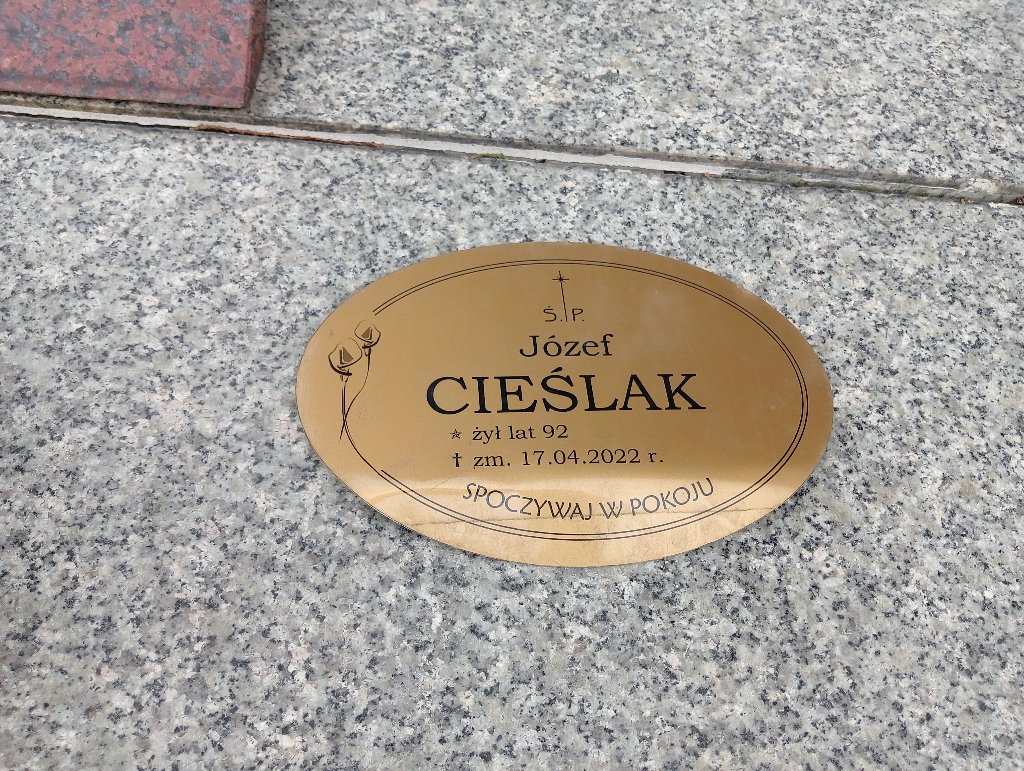 Ś.P.
Józef
CIEŚLAK
✯ żył lat 92
† zm. 17.04.2022 r.
SPOCZYWAJ W POKOJU